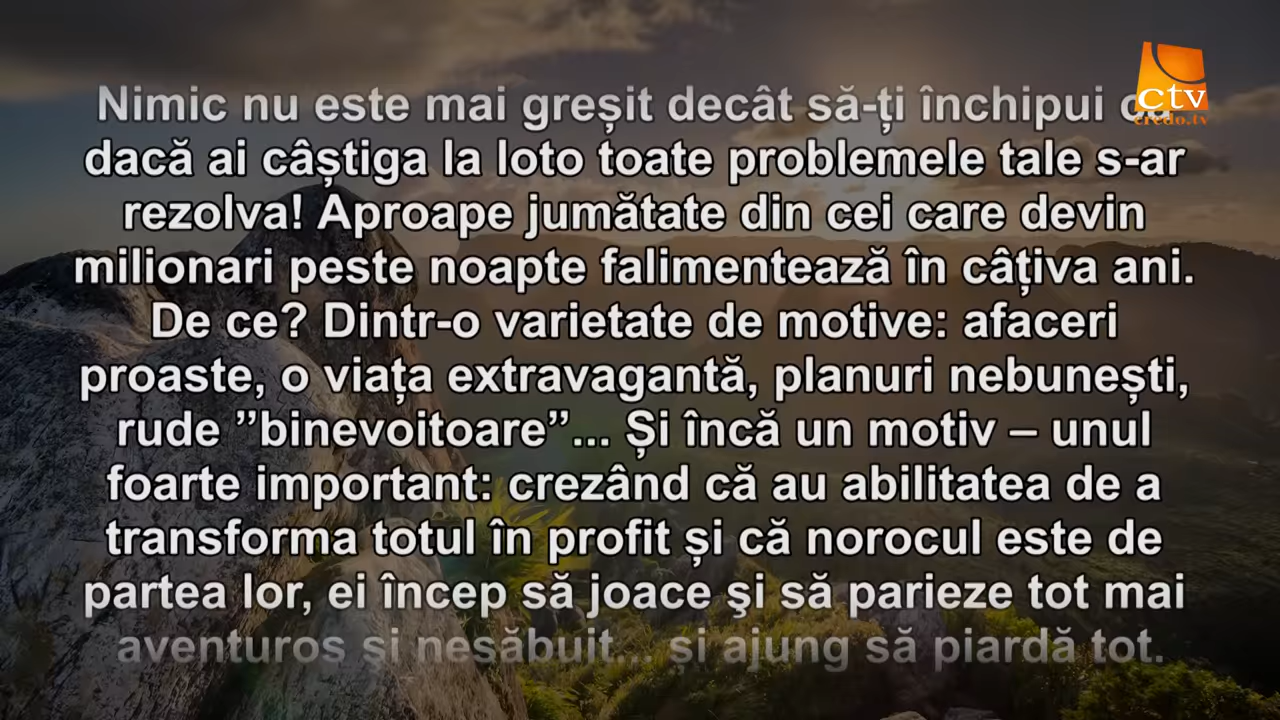 Nimic nu este mai greșit decât să-ți închipui că
dacă ai câștiga la loto toate problemele tale s-ar
rezolva! Aproape jumătate din cei care devin
milionari peste noapte falimentează în câțiva ani.
De ce? Dintr-o varietate de motive: afaceri
proaste, o viața extravagantă, planuri nebunești,
rude ”binevoitoare”... Și încă un motiv – unul
foarte important: crezând că au abilitatea de a
transforma totul în profit și că norocul este de
partea lor, ei încep să joace şi să parieze tot mai
aventuros şi nesăbuit... și ajung să piardă tot.
ctv
credo.tv